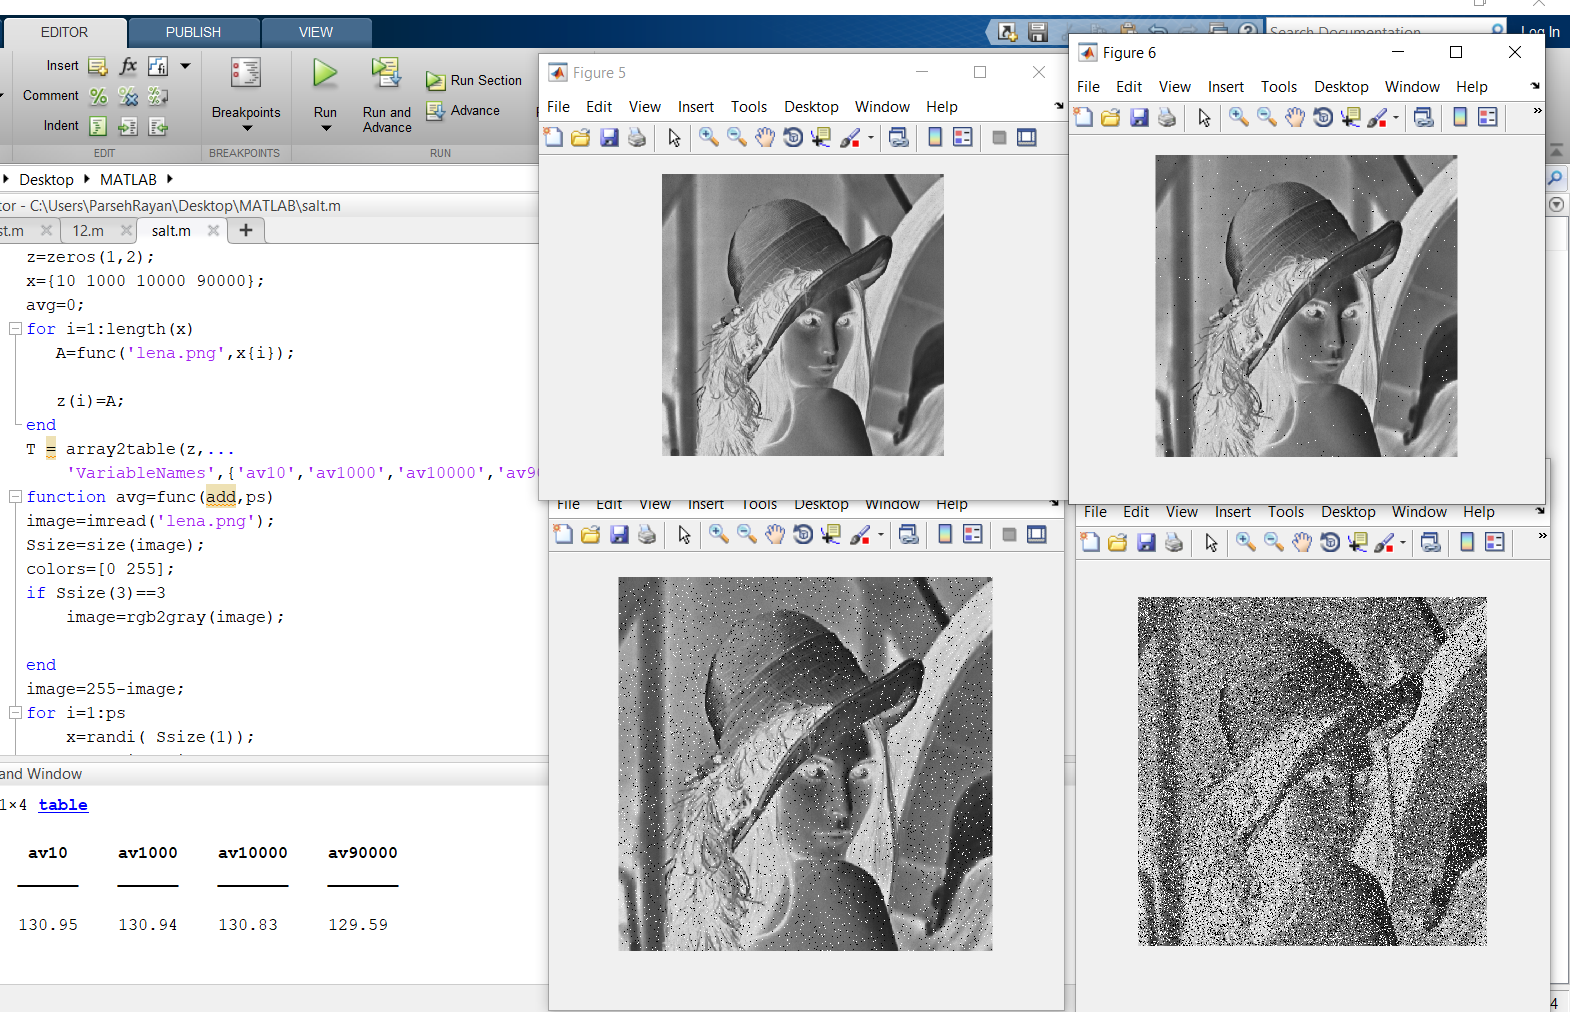 EDITOR PUBLISH VIEW
Search Documentation
Log In
Insert fx fi
Comment
Indent
Breakpoints
Run
Run and
Advance
Run Section
Advance
EDIT BREAKPOINTS RUN
Desktop MATLAB
tor - C:\Users\ParsehRayan\Desktop\MATLAB\salt.m
st.m 12.m salt.m +
z=zeros(1,2);
x={10 1000 10000 90000};
avg=0;
for i=1:length(x)
A=func('lena.png',x{i});
z(i)=A;
end
T = array2table(z,...
'VariableNames',{'av10','av1000','av10000','av90
function avg=func(add,ps)
image=imread('lena.png');
Ssize=size(image);
colors=[0 255];
if Ssize(3)==3
image=rgb2gray(image);
end
image=255-image;
for i=1:ps
x=randi( Ssize(1));
and Window
1×4 table
av10 av1000 av10000 av90000
130.95 130.94 130.83 129.59
Figure 5
File Edit View Insert Tools Desktop Window Help
Figure 6
File Edit View Insert Tools Desktop Window Help
File Edit View Insert Tools Desktop Window Help
File Edit View Insert Tools Desktop Window Help
4